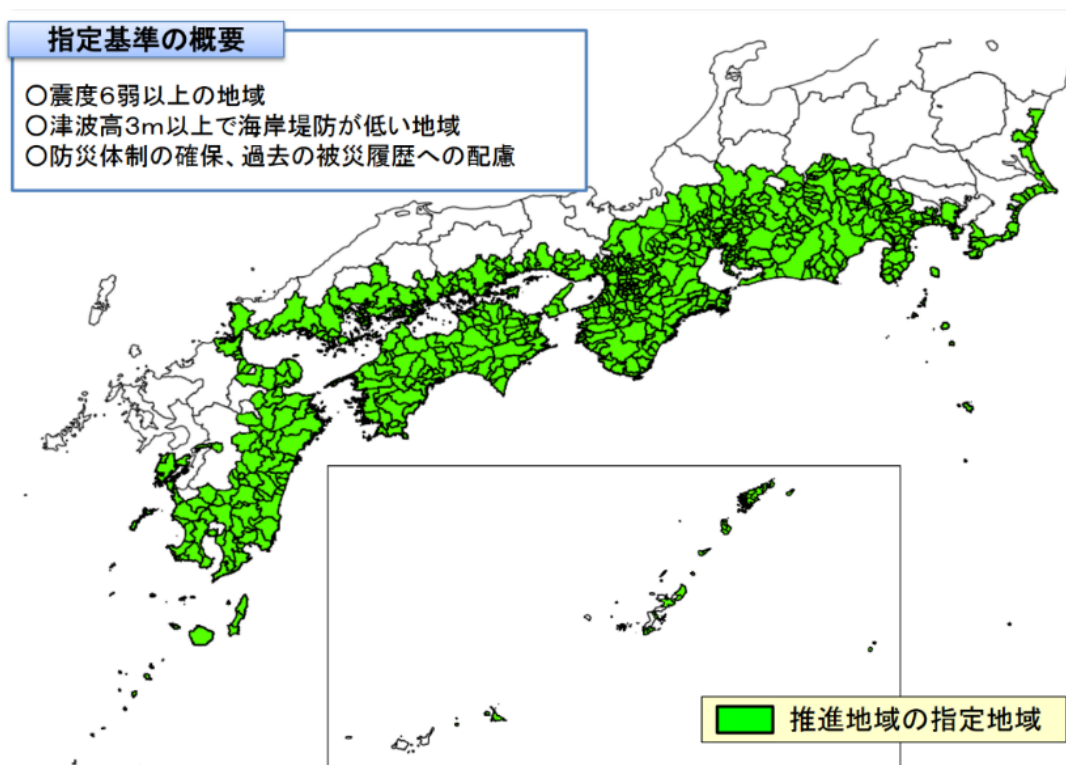 指定基準の概要
○震度6弱以上の地域
○津波高3m以上で海岸堤防が低い地域
○防災体制の確保、過去の被災履歴への配慮
推進地域の指定地域